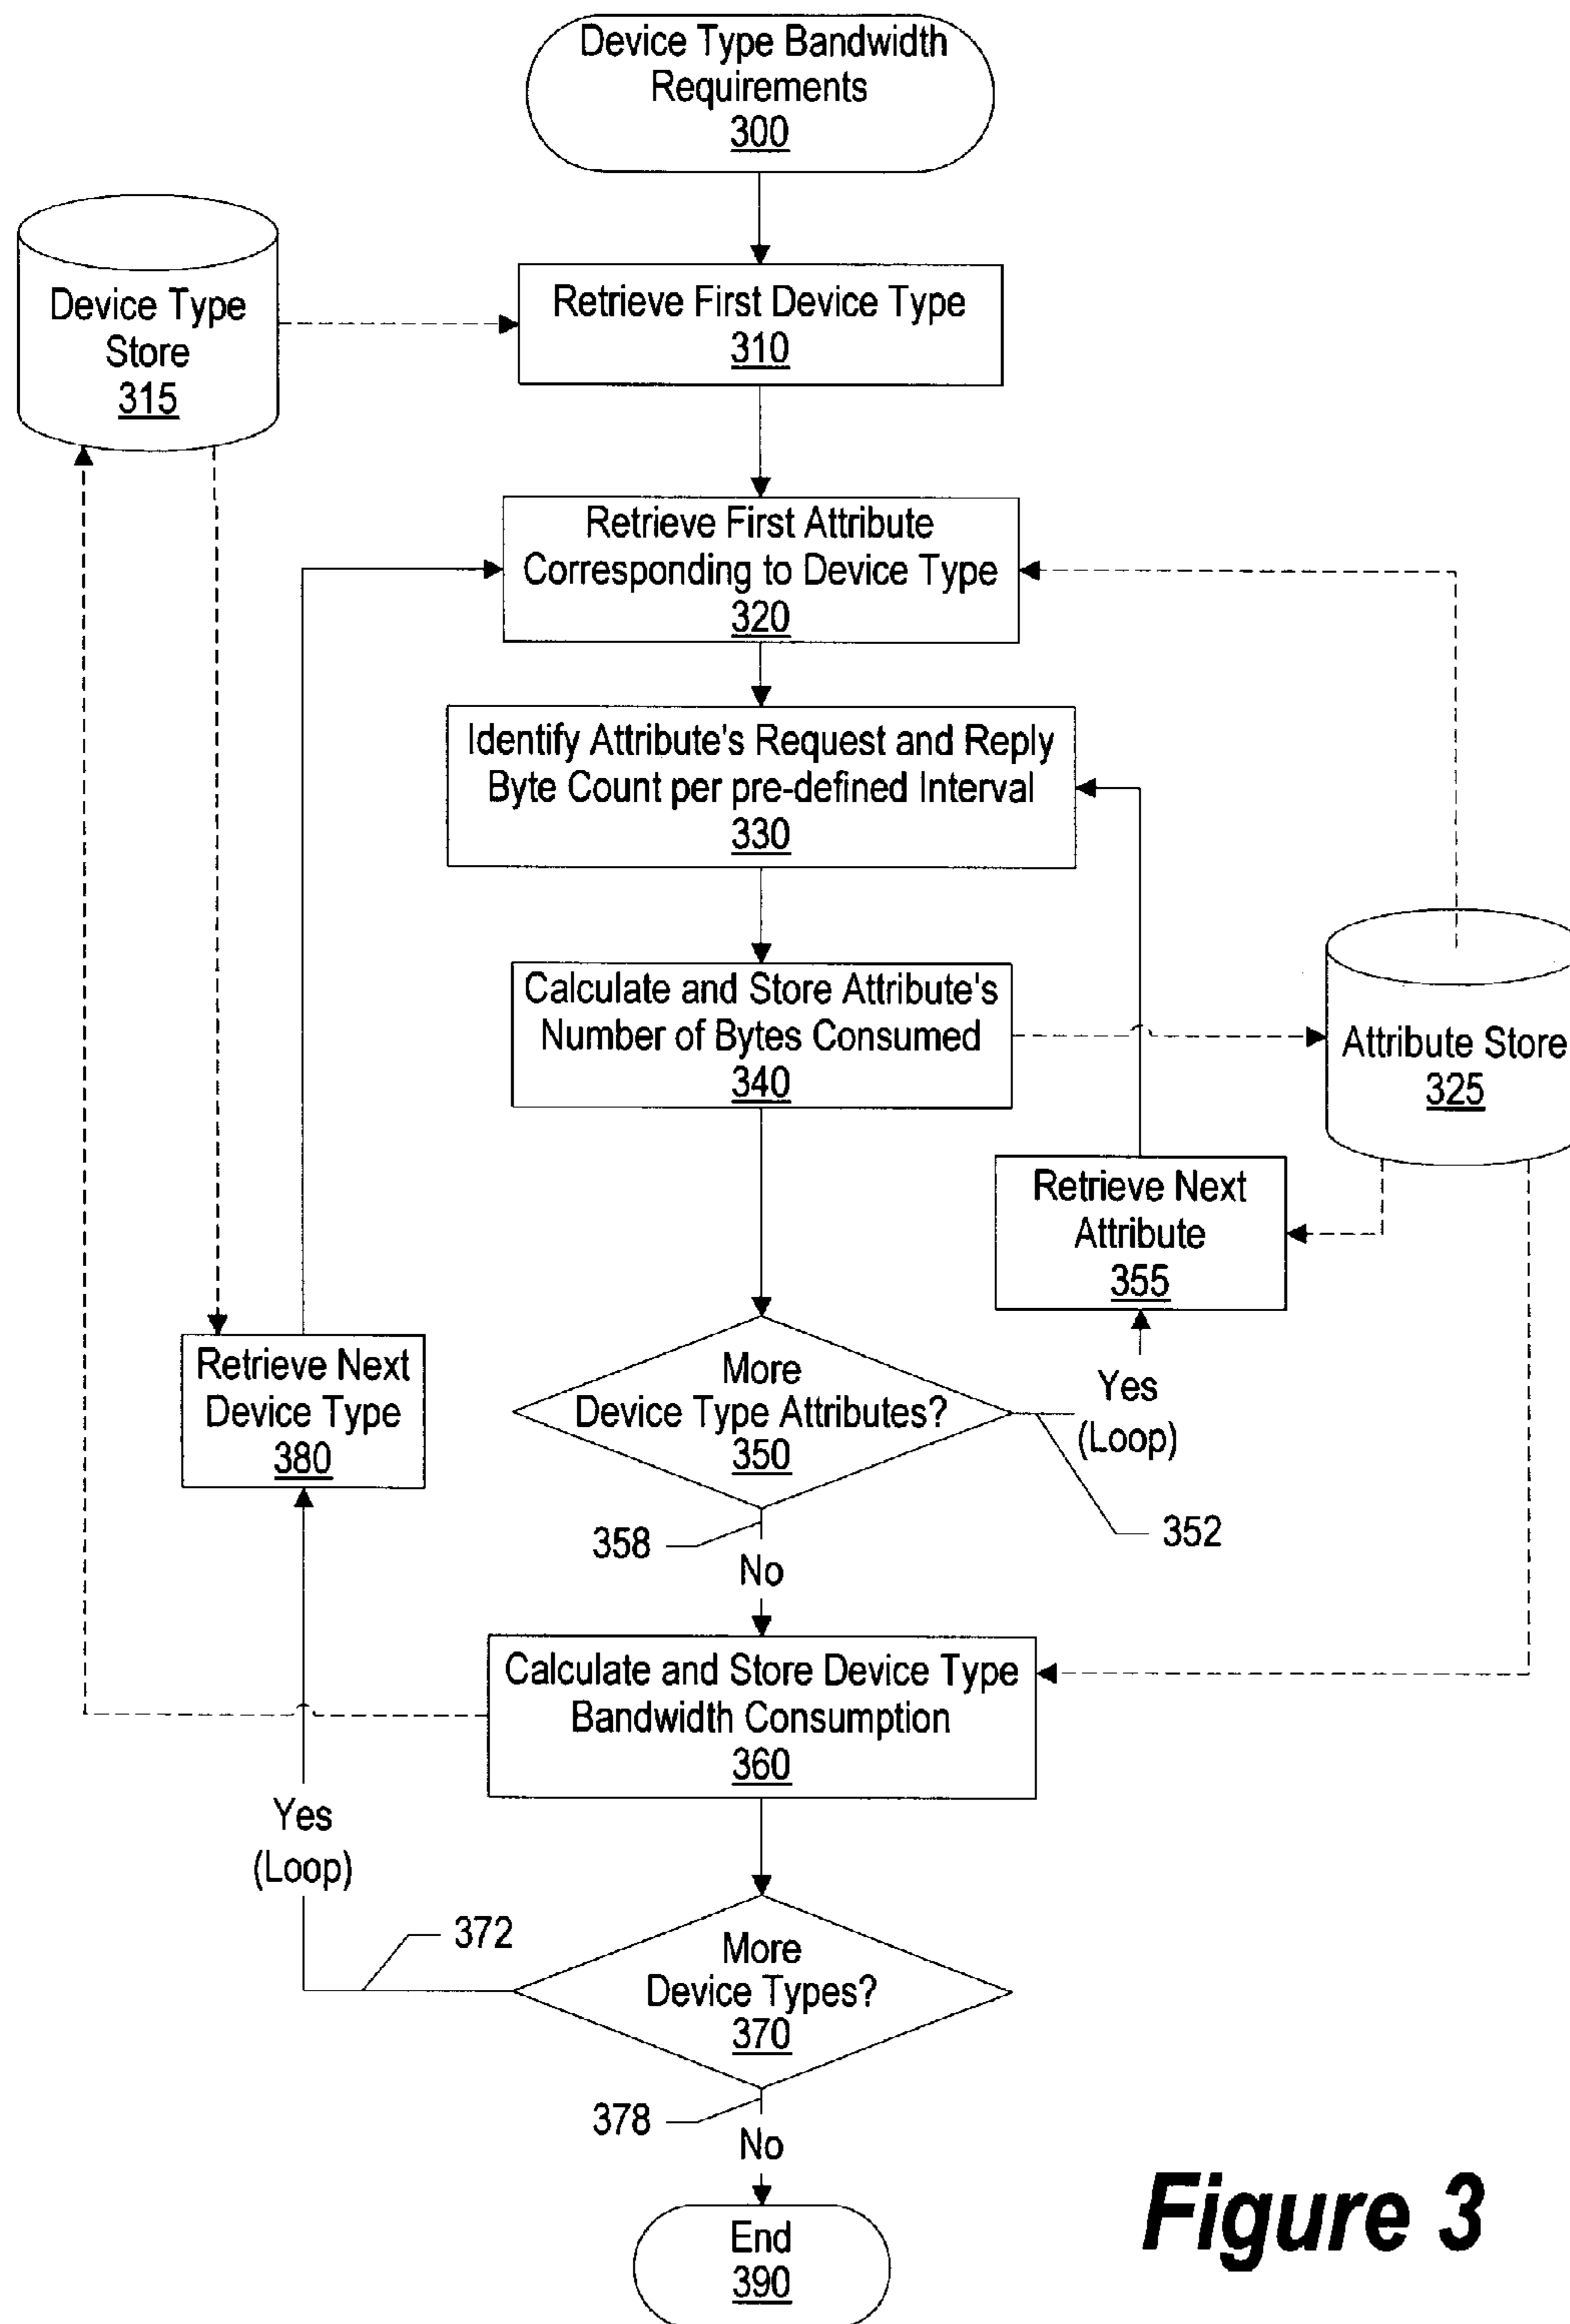 Device Type Bandwidth
Requirements
300
Device Type
Store
315
Retrieve First Device Type
310
Retrieve First Attribute
Corresponding to Device Type
320
Identify Attribute's Request and Reply
Byte Count per pre-defined Interval
330
Calculate and Store Attribute's
Number of Bytes Consumed
340
Attribute Store
325
Retrieve Next
Attribute
355
Retrieve Next
Device Type
380
More
Device Type Attributes?
350
Yes
(Loop)
352
358
No
Calculate and Store Device Type
Bandwidth Consumption
360
Yes
(Loop)
372
More
Device Types?
370
378
No
End
390
Figure 3